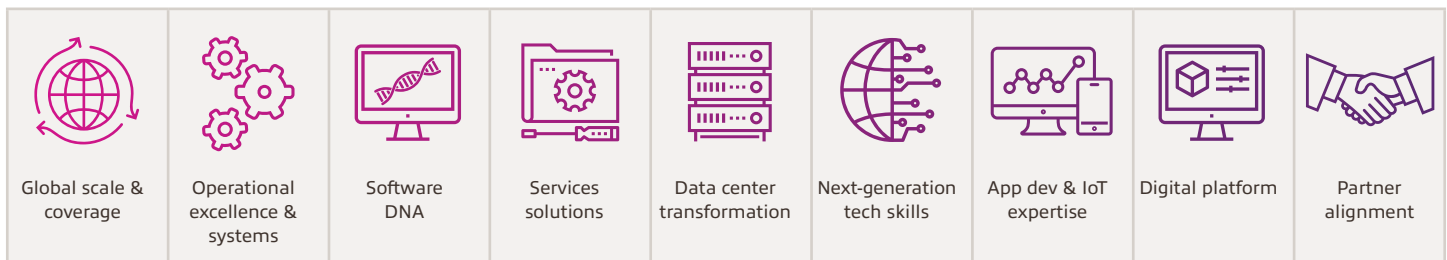 Global scale &
coverage
Operational
excellence &
systems
Software
DNA
Services
solutions
Data center
transformation
Next-generation
tech skills
App dev & IoT
expertise
Digital platform
Partner
alignment